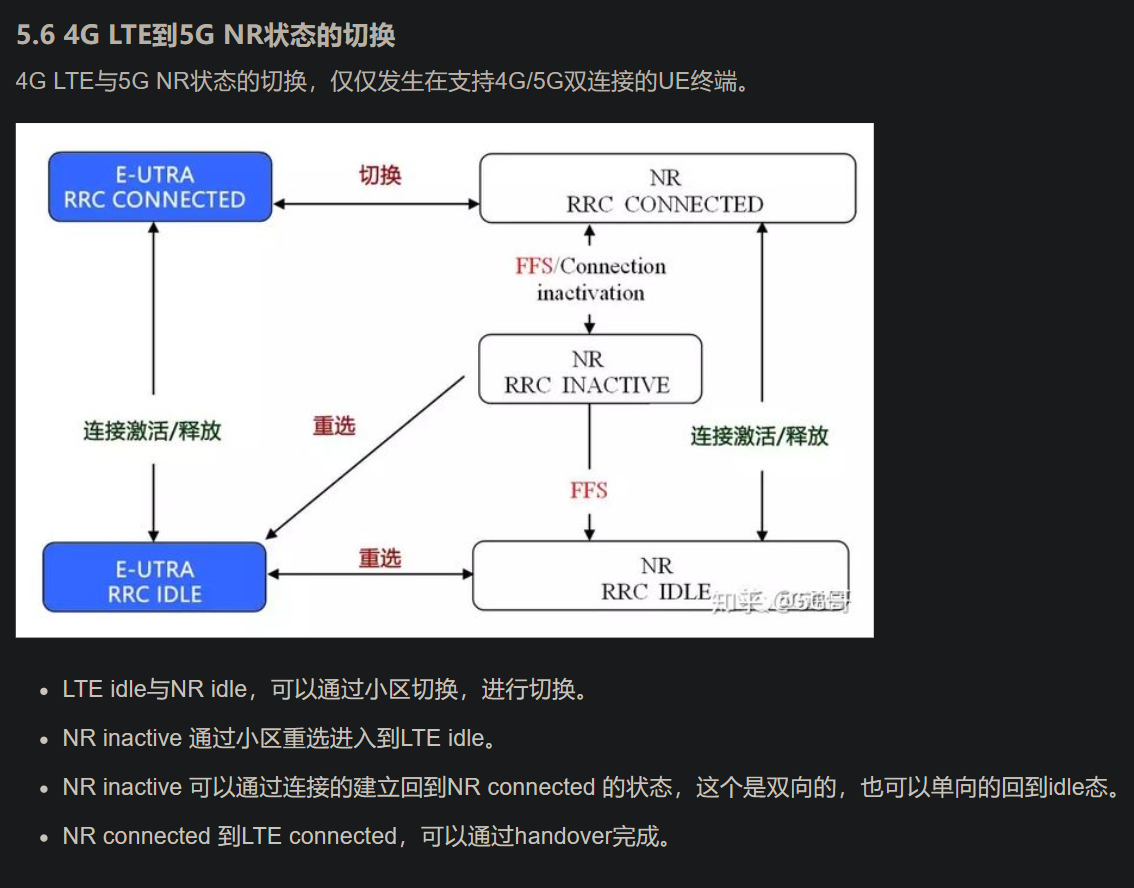 5.6 4G LTE到5G NR状态的切换
4G LTE与5G NR状态的切换，仅仅发生在支持4G/5G双连接的UE终端。
E-UTRA
RRC CONNECTED
切换
NR
RRC CONNECTED
FFS/Connection
inactivation
NR
RRC INACTIVE
重选
连接激活/释放
连接激活/释放
FFS
E-UTRA
RRC IDLE
重选
NR
RRC IDLE
知乎 @5G通哥
LTE idle与NR idle，可以通过小区切换，进行切换。
NR inactive 通过小区重选进入到LTE idle。
NR inactive 可以通过连接的建立回到NR connected 的状态，这个是双向的，也可以单向的回到idle态。
NR connected 到LTE connected，可以通过handover完成。